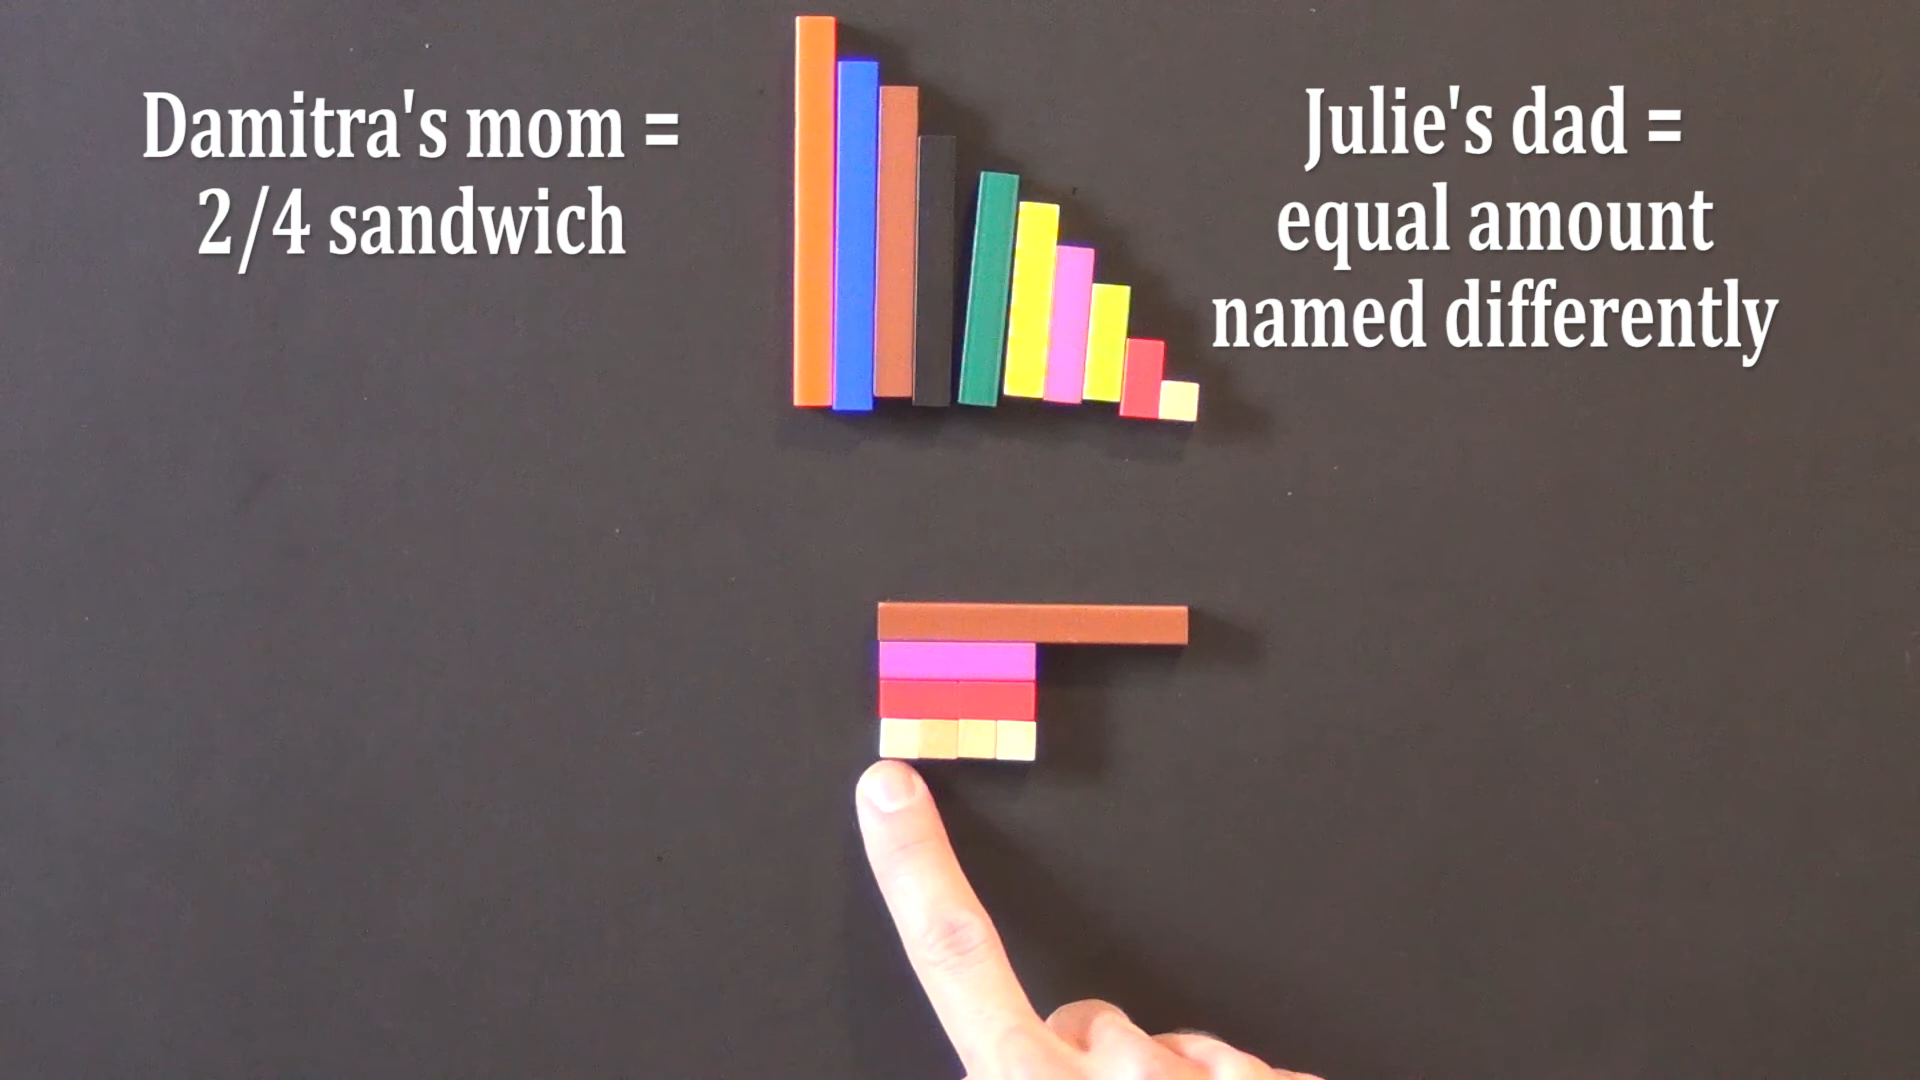 Damitra's mom =
2/4 sandwich
Julie's dad =
equal amount
named differently